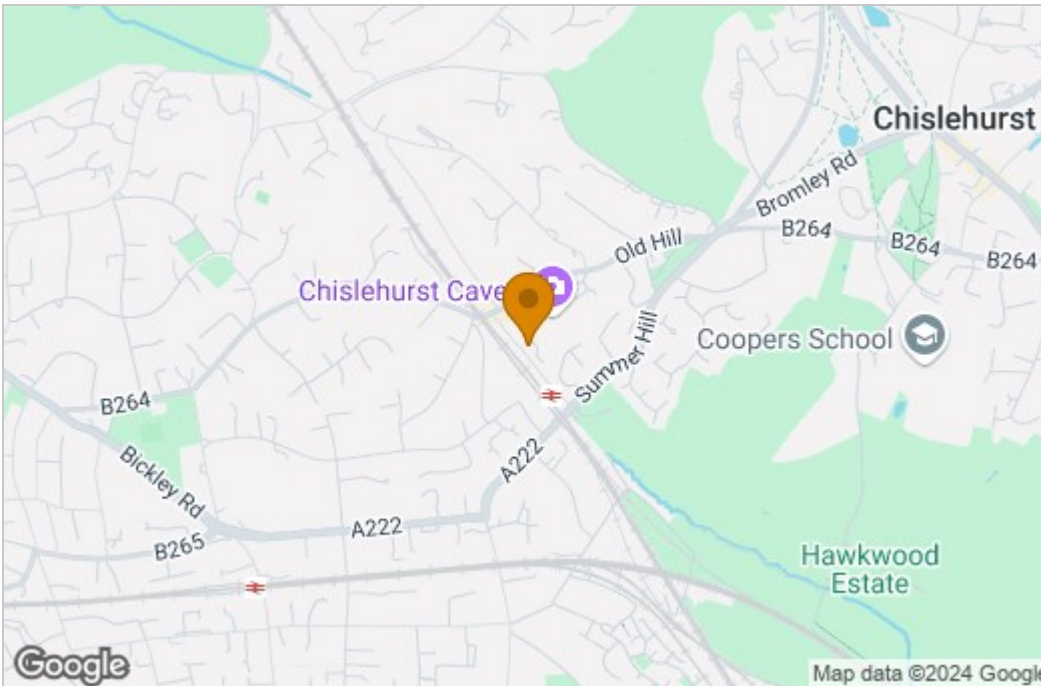 Chislehurst
Bromley Rd
Old Hill
B264
B264
B264
Chislehurst Cave
Summer Hill
Coopers School
B264
Bickley Rd
A222
A222
B265
Hawkwood
Estate
Google
Map data ©2024 Google